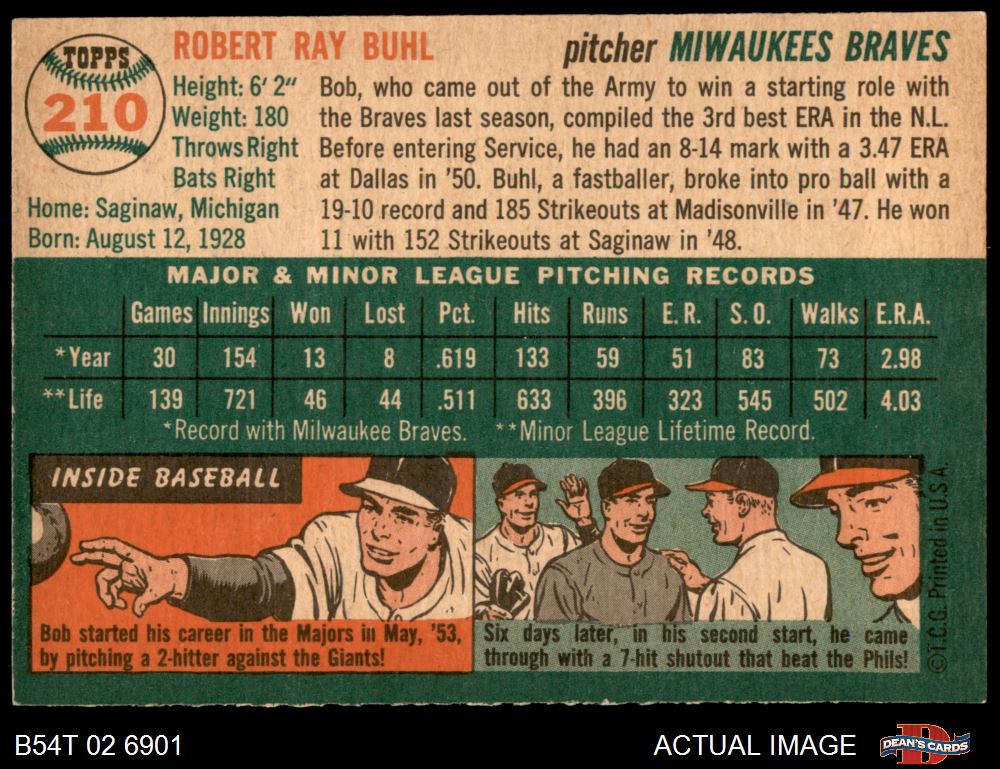 TOPPS
210
ROBERT RAY BUHL
pitcher MIWAUKEES BRAVES
Height: 6' 2"
Weight: 180
Throws Right
Bats Right
Home: Saginaw, Michigan
Born: August 12, 1928
Bob, who came out of the Army to win a starting role with
the Braves last season, compiled the 3rd best ERA in the N.L.
Before entering Service, he had an 8-14 mark with a 3.47 ERA
at Dallas in '50. Buhl, a fastballer, broke into pro ball with a
19-10 record and 185 Strikeouts at Madisonville in '47. He won
11 with 152 Strikeouts at Saginaw in '48.
MAJOR & MINOR LEAGUE PITCHING RECORDS
Games Innings Won Lost Pct. Hits Runs E.R. S.O. Walks E.R.A.
*Year 30 154 13 8 .619 133 59 51 83 73 2.98
**Life 139 721 46 44 .511 633 396 323 545 502 4.03
*Record with Milwaukee Braves. **Minor League Lifetime Record.
INSIDE BASEBALL
Bob started his career in the Majors in May, '53,
by pitching a 2-hitter against the Giants!
Six days later, in his second start, he came
through with a 7-hit shutout that beat the Phils!
©T.C.G. Printed in U.S.A.
B54T 02 6901
ACTUAL IMAGE
DEAN'S CARDS